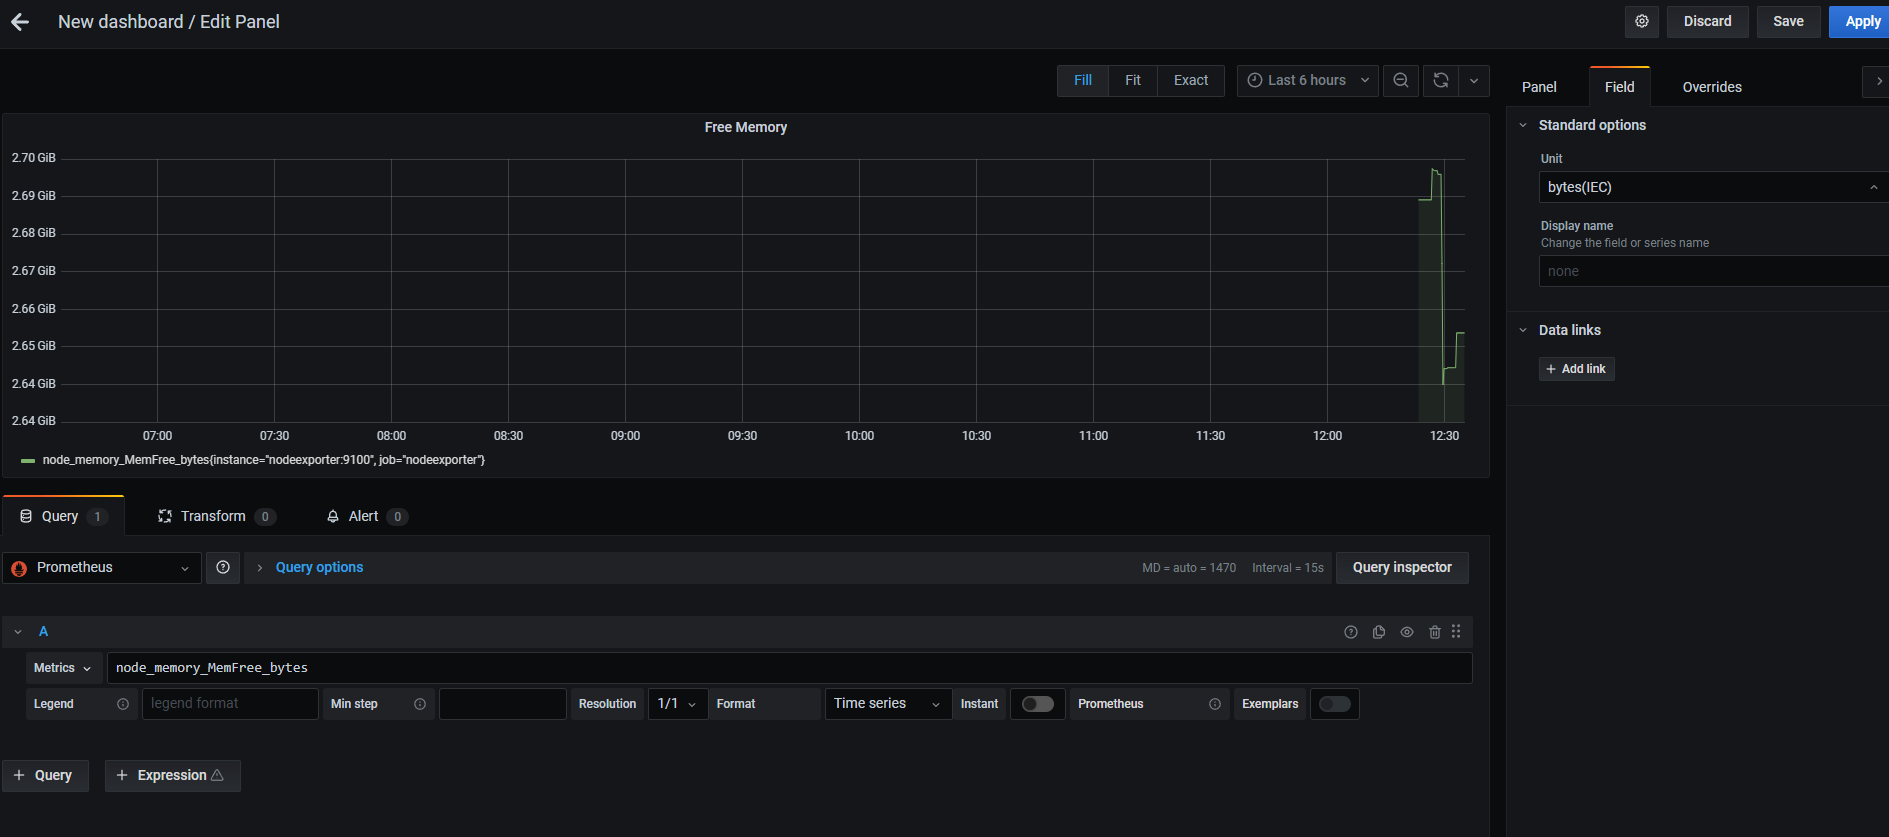 New dashboard / Edit Panel
Discard
Save
Apply
Fill
Fit
Exact
Last 6 hours
Panel
Field
Overrides
Free Memory
2.70 GiB
2.69 GiB
2.68 GiB
2.67 GiB
2.66 GiB
2.65 GiB
2.64 GiB
2.64 GiB
07:00 07:30 08:00 08:30 09:00 09:30 10:00 10:30 11:00 11:30 12:00 12:30
node_memory_MemFree_bytes{instance="nodeexporter:9100", job="nodeexporter"}
Standard options
Unit
bytes(IEC)
Display name
Change the field or series name
none
Data links
+ Add link
Query 1
Transform 0
Alert 0
Prometheus
Query options
MD = auto = 1470
Interval = 15s
Query inspector
A
Metrics
node_memory_MemFree_bytes
Legend
legend format
Min step
Resolution
1/1
Format
Time series
Instant
Prometheus
Exemplars
+ Query
+ Expression